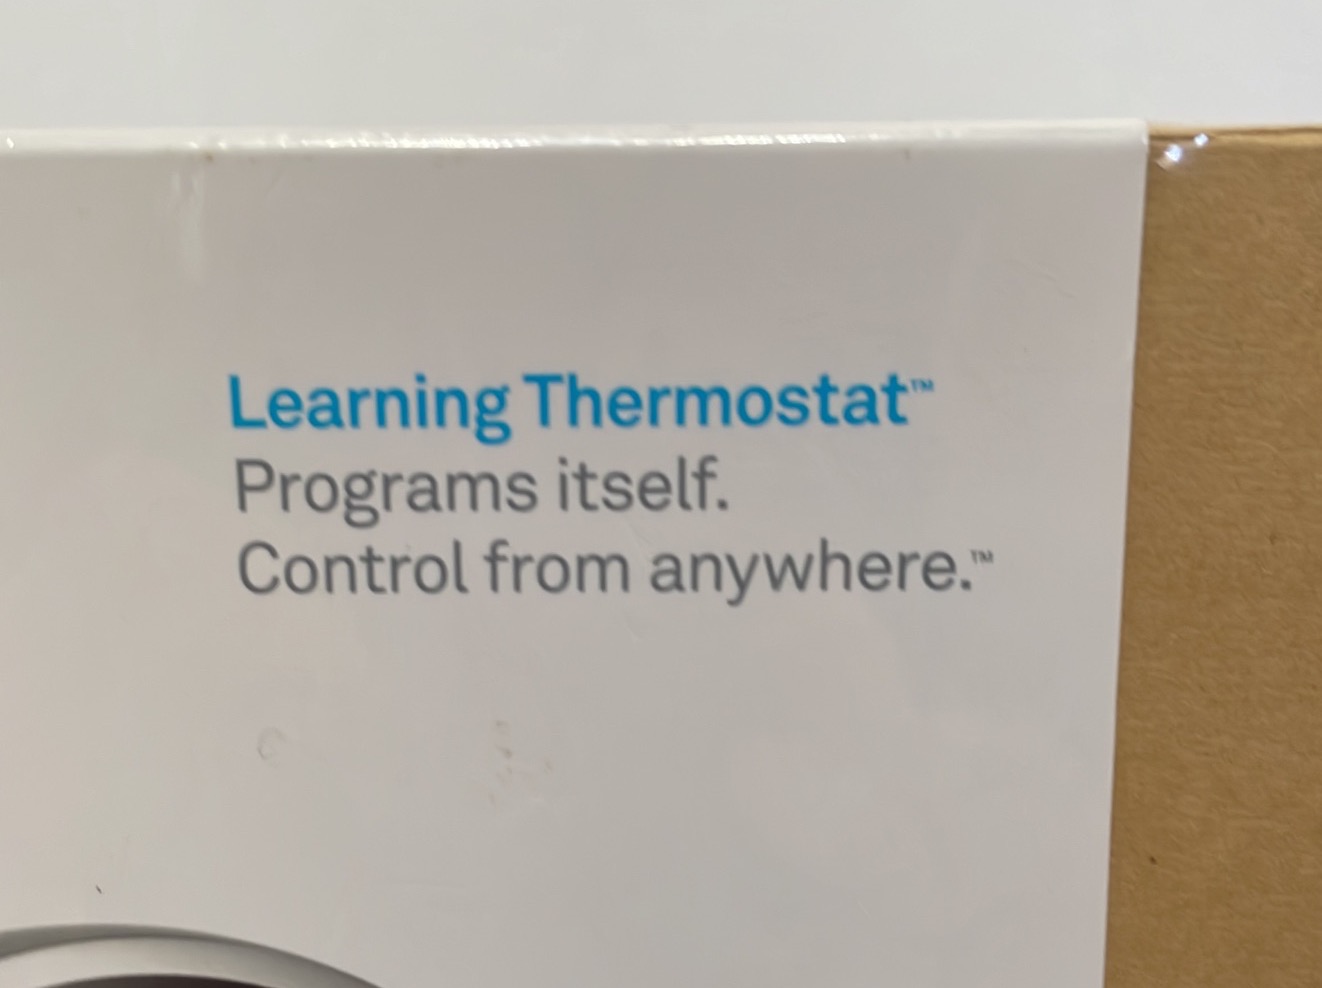 Learning Thermostat™
Programs itself.
Control from anywhere.™